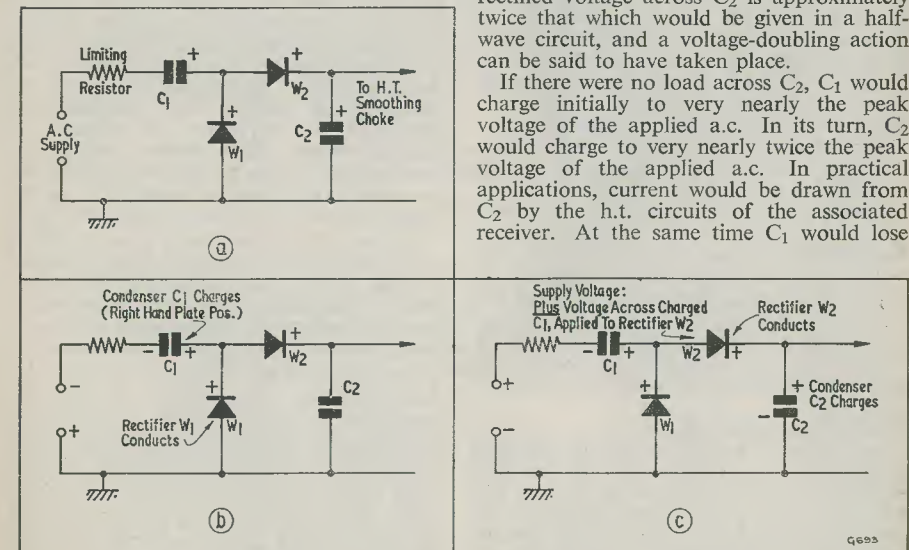 rectified voltage across C2 is approximately
twice that which would be given in a half-
wave circuit, and a voltage-doubling action
can be said to have taken place.
If there were no load across C2, C1 would
charge initially to very nearly the peak
voltage of the applied a.c. In its turn, C2
would charge to very nearly twice the peak
voltage of the applied a.c. In practical
applications, current would be drawn from
C2 by the h.t. circuits of the associated
receiver. At the same time C1 would lose
Limiting
Resistor
+
C1
+
W2
To H.T.
Smoothing
Choke
A.C
Supply
+
W1
+
C2
a
Condenser C1 Charges
(Right Hand Plate Pos.)
- +
C1
+
W2
-
+
Rectifier W1
Conducts
+
W1
C2
b
Supply Voltage:
Plus Voltage Across Charged
C1, Applied To Rectifier W2
Rectifier W2
Conducts
- +
C1
W2 +
+
-
+
W1
+ Condenser
C2 Charges
-
C2
c
G693